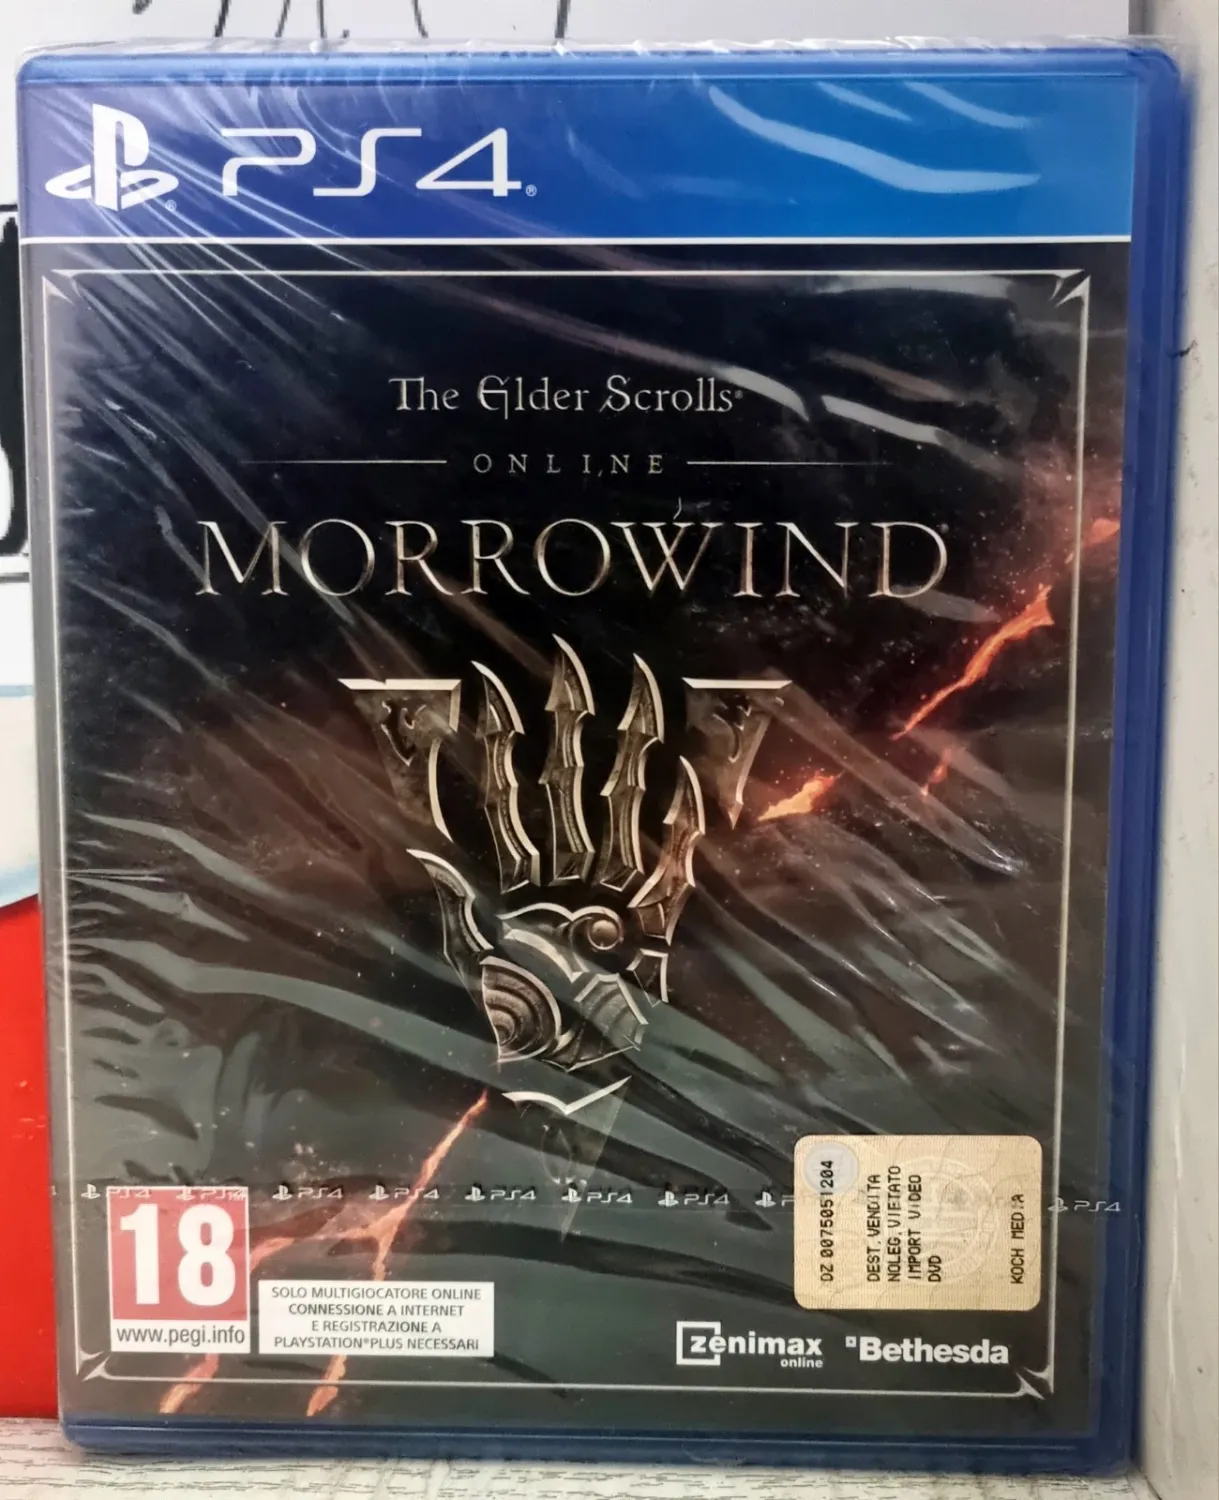 PS4
The Elder Scrolls
ONLINE
MORROWIND
PS4 PS4 PS4 PS4 PS4 PS4 PS4 PS4
18
www.pegi.info
SOLO MULTIGIOCATORE ONLINE
CONNESSIONE A INTERNET
E REGISTRAZIONE A
PLAYSTATION®PLUS NECESSARI
DZ 0075051204
DEST.VENDITA
NOLEG.VIETATO
IMPORT VIDEO
DVD
KOCH MEDIA
zenimax
online
Bethesda